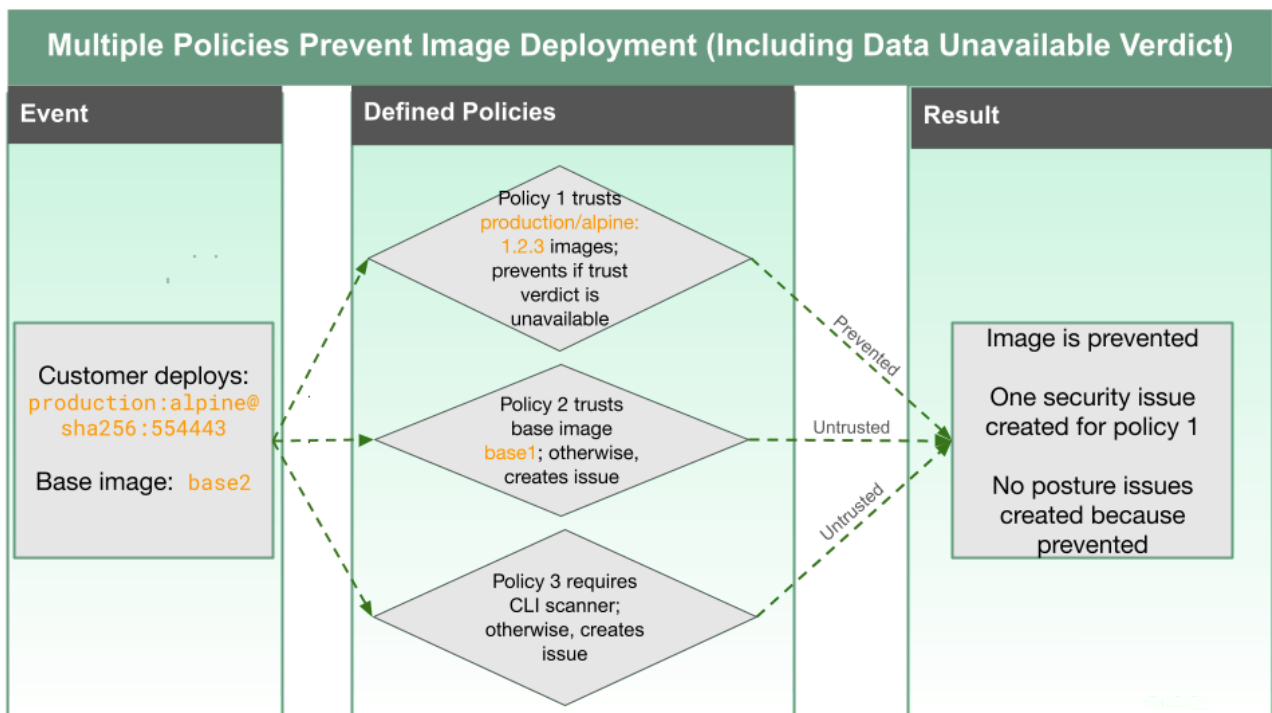 Multiple Policies Prevent Image Deployment (Including Data Unavailable Verdict)
Event
Defined Policies
Result
Customer deploys:
production:alpine@
sha256:554443
Base image: base2
Policy 1 trusts
production/alpine:
1.2.3 images;
prevents if trust
verdict is
unavailable
Policy 2 trusts
base image
base1; otherwise,
creates issue
Policy 3 requires
CLI scanner;
otherwise, creates
issue
Prevented
Untrusted
Untrusted
Image is prevented
One security issue
created for policy 1
No posture issues
created because
prevented